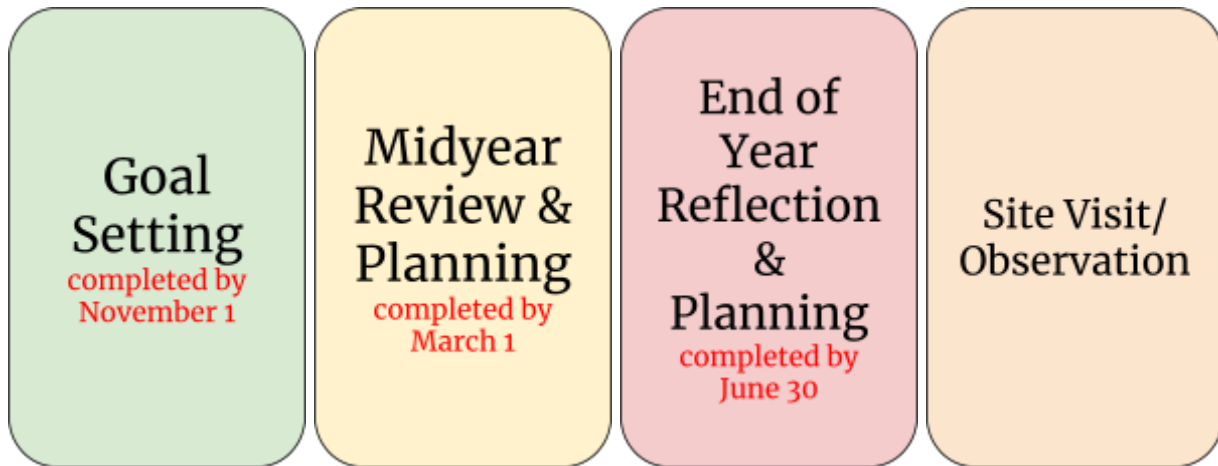 Goal
Setting
completed by
November 1
Midyear
Review &
Planning
completed by
March 1
End of
Year
Reflection
&
Planning
completed by
June 30
Site Visit/
Observation